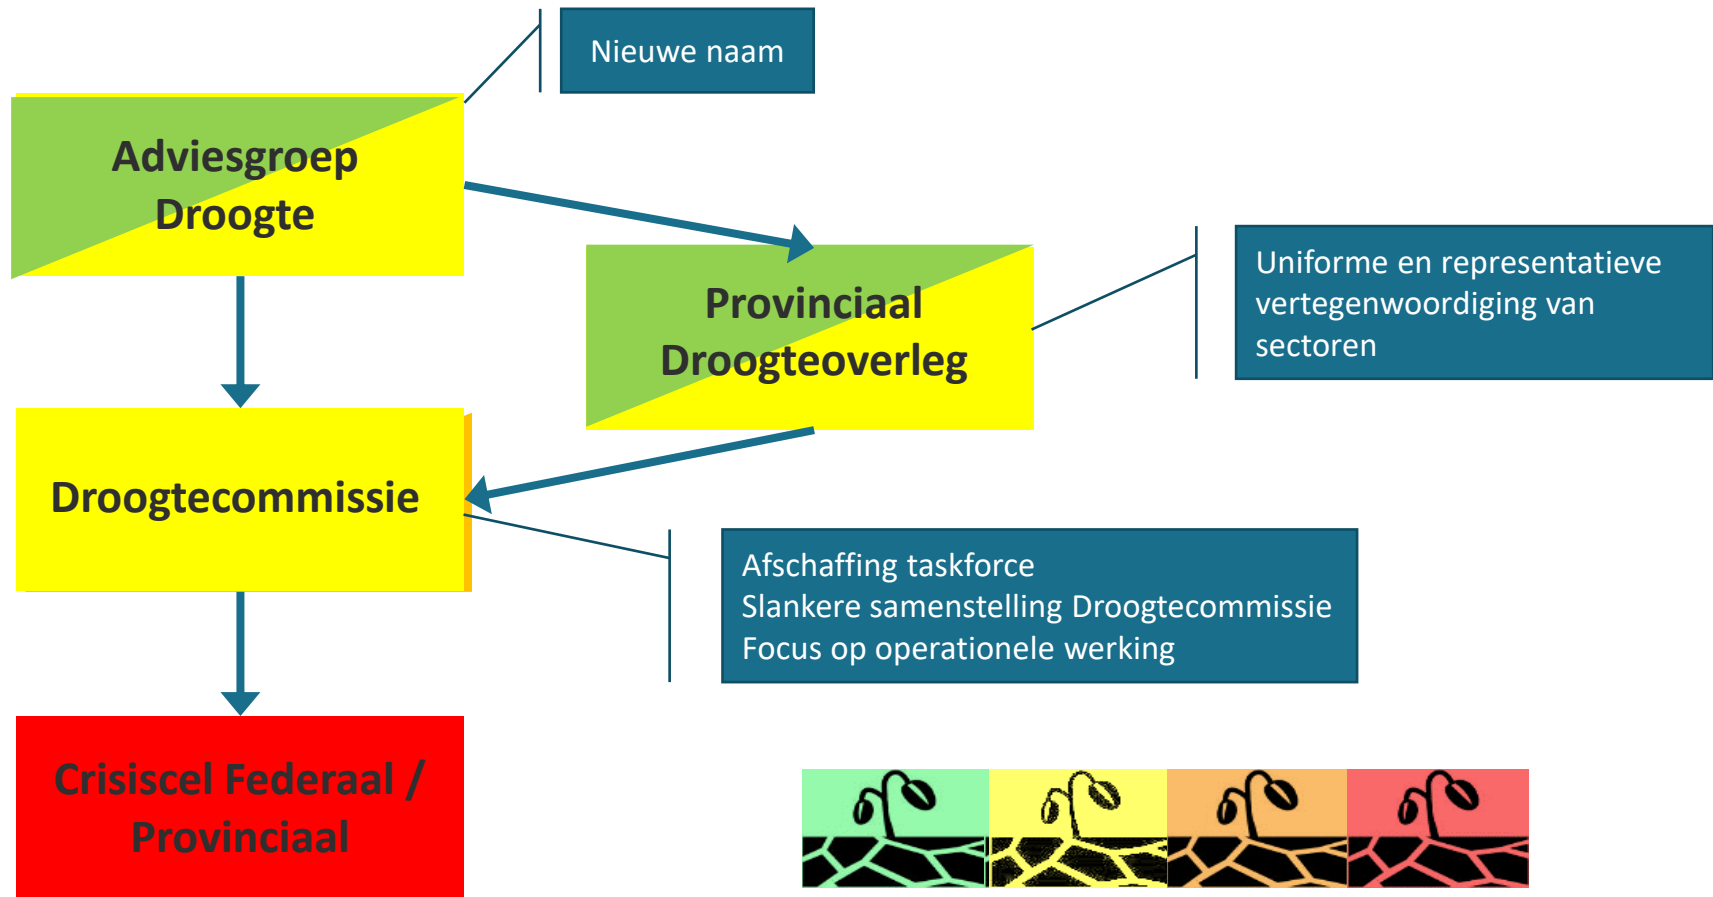 Nieuwe naam
Adviesgroep
Droogte
Provinciaal
Droogteoverleg
Uniforme en representatieve
vertegenwoordiging van
sectoren
Droogtecommissie
Afschaffing taskforce
Slankere samenstelling Droogtecommissie
Focus op operationele werking
Crisiscel Federaal /
Provinciaal